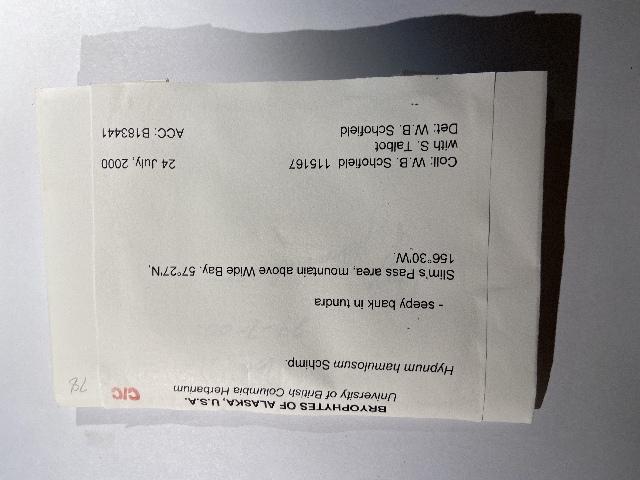 BRYOPHYTES OF ALASKA, U.S.A.
University of British Columbia Herbarium
C/C
78
Hypnum hamulosum Schimp.
- seepy bank in tundra
Slim's Pass area, mountain above Wide Bay. 57°27'N,
156°30'W.
Coll: W.B. Schofield 115167 24 July, 2000
with S. Talbot
Det: W.B. Schofield ACC: B183441